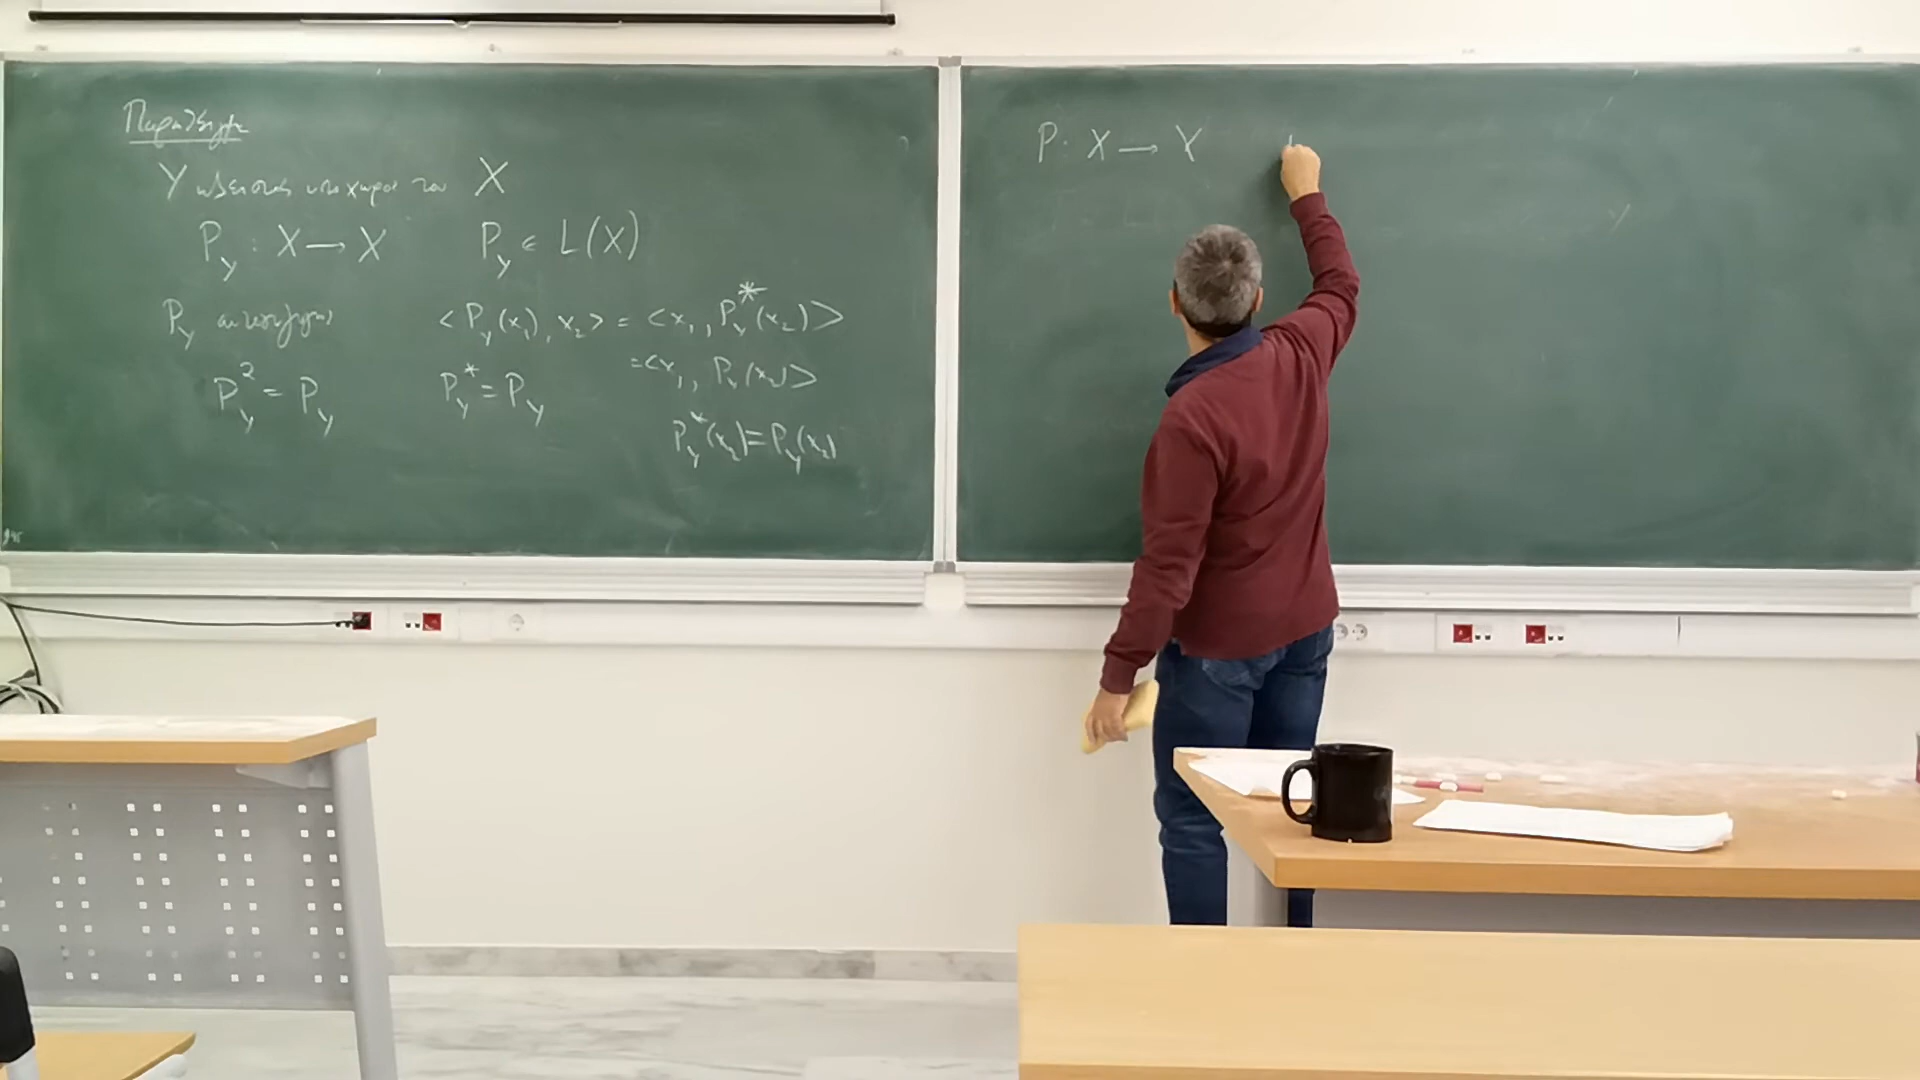 Παράδειγμα
Y κλειστός υποχώρος του X
P_Y : X → X P_Y ∈ L(X)
P_Y αυτοσυζυγής <P_Y(x_1), x_2> = <x_1, P_Y^*(x_2)>
= <x_1, P_Y(x_2)>
P_Y^2 = P_Y P_Y^* = P_Y
P_Y^*(x_2) = P_Y(x_2)
P : X → Y